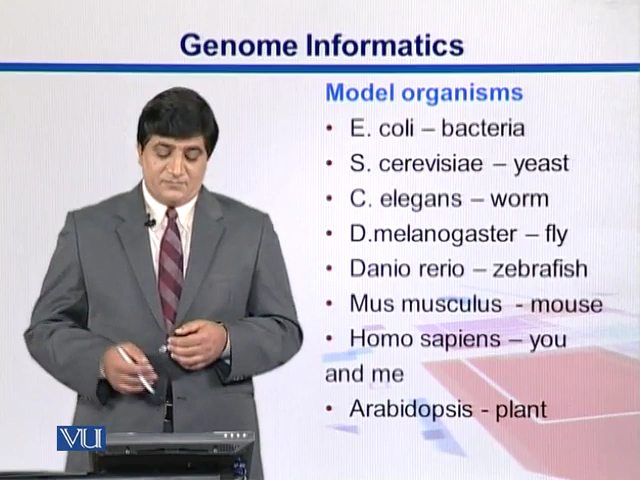 Genome Informatics
Model organisms
• E. coli – bacteria
• S. cerevisiae – yeast
• C. elegans – worm
• D.melanogaster – fly
• Danio rerio – zebrafish
• Mus musculus - mouse
• Homo sapiens – you
and me
• Arabidopsis - plant
VU